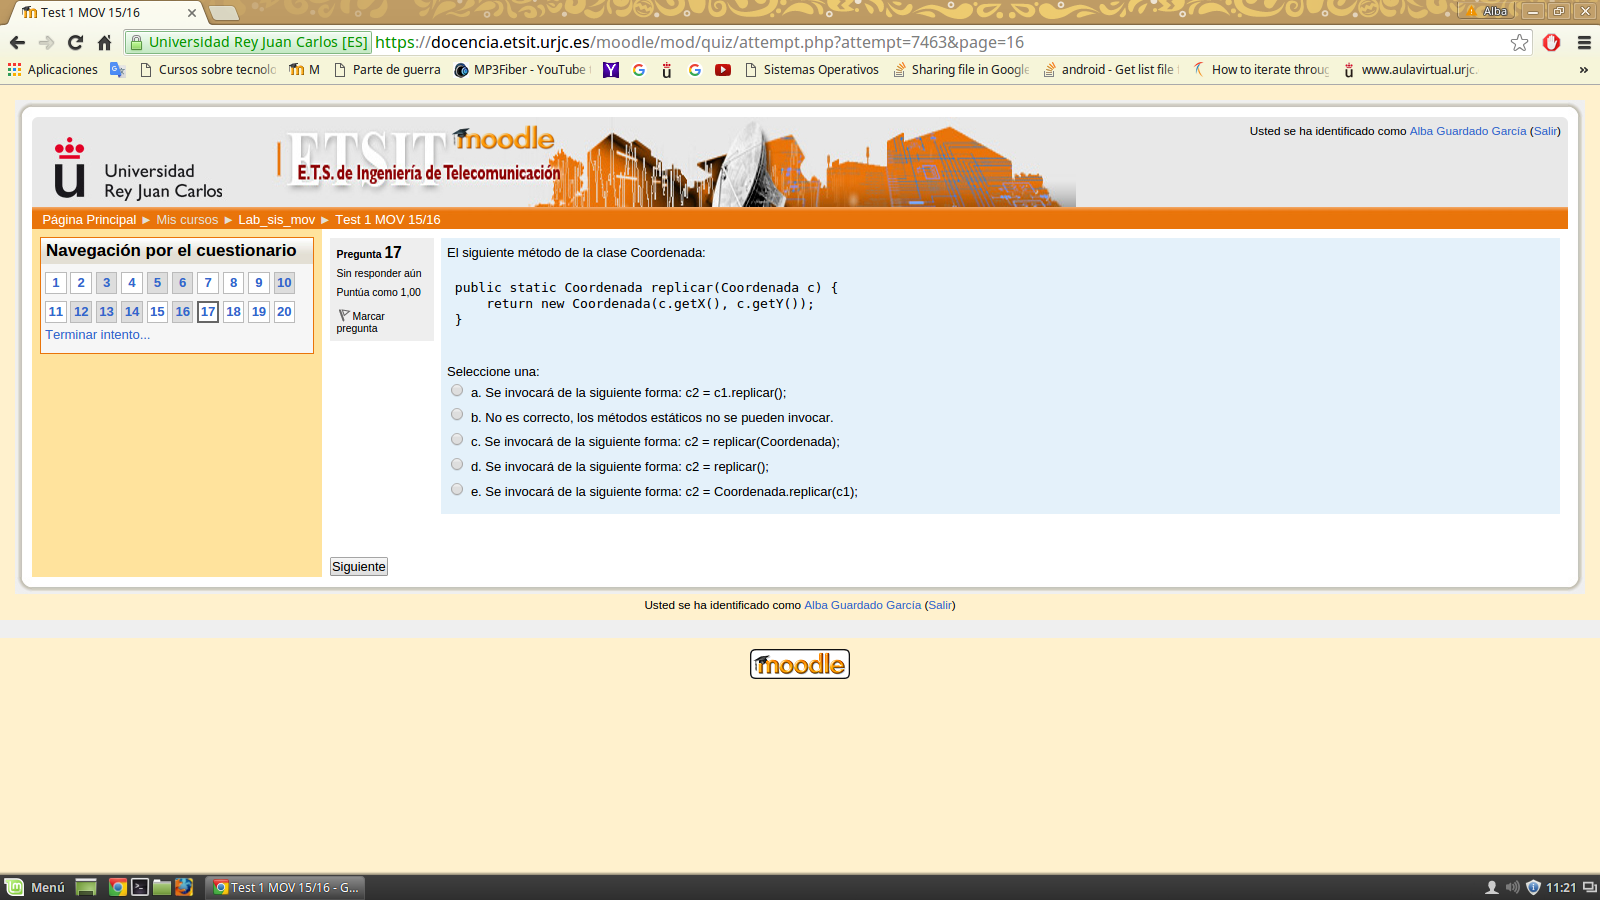 Test 1 MOV 15/16
Alba
Universidad Rey Juan Carlos [ES] https://docencia.etsit.urjc.es/moodle/mod/quiz/attempt.php?attempt=7463&page=16
Aplicaciones Cursos sobre tecnolo M Parte de guerra MP3Fiber - YouTube Sistemas Operativos Sharing file in Google android - Get list file How to iterate throug www.aulavirtual.urjc.
»
Usted se ha identificado como Alba Guardado García (Salir)
ETSIT moodle
E.T.S. de Ingeniería de Telecomunicación
Universidad
Rey Juan Carlos
Página Principal ► Mis cursos ► Lab_sis_mov ► Test 1 MOV 15/16
Navegación por el cuestionario
1 2 3 4 5 6 7 8 9 10
11 12 13 14 15 16 17 18 19 20
Terminar intento...
Pregunta 17
Sin responder aún
Puntúa como 1,00
Marcar
pregunta
El siguiente método de la clase Coordenada:
public static Coordenada replicar(Coordenada c) {
return new Coordenada(c.getX(), c.getY());
}
Seleccione una:
a. Se invocará de la siguiente forma: c2 = c1.replicar();
b. No es correcto, los métodos estáticos no se pueden invocar.
c. Se invocará de la siguiente forma: c2 = replicar(Coordenada);
d. Se invocará de la siguiente forma: c2 = replicar();
e. Se invocará de la siguiente forma: c2 = Coordenada.replicar(c1);
Siguiente
Usted se ha identificado como Alba Guardado García (Salir)
moodle
Menú
Test 1 MOV 15/16 - G...
11:21